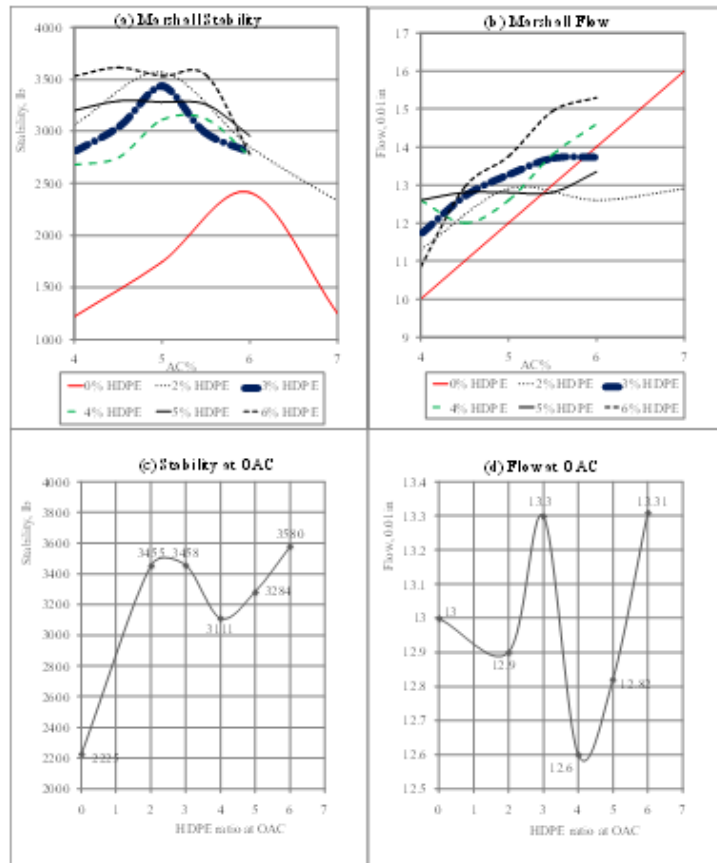 (a) Marshall Stability
4000
3500
3000
2500
2000
1500
1000
Stability, lb
4 5 6 7
AC%
0% HDPE 2% HDPE 3% HDPE
4% HDPE 5% HDPE 6% HDPE
(b) Marshall Flow
17
16
15
14
13
12
11
10
9
Flow, 0.01in
4 5 6 7
AC%
0% HDPE 2% HDPE 3% HDPE
4% HDPE 5% HDPE 6% HDPE
(c) Stability at OAC
4000
3800
3600
3400
3200
3000
2800
2600
2400
2200
2000
Stability, lb
3580
3455 3458
3284
3111
2225
0 1 2 3 4 5 6 7
HDPE ratio at OAC
(d) Flow at OAC
13.4
13.3
13.2
13.1
13
12.9
12.8
12.7
12.6
12.5
Flow, 0.01in
13.3 13.31
13
12.9
12.82
12.6
0 1 2 3 4 5 6 7
HDPE ratio at OAC